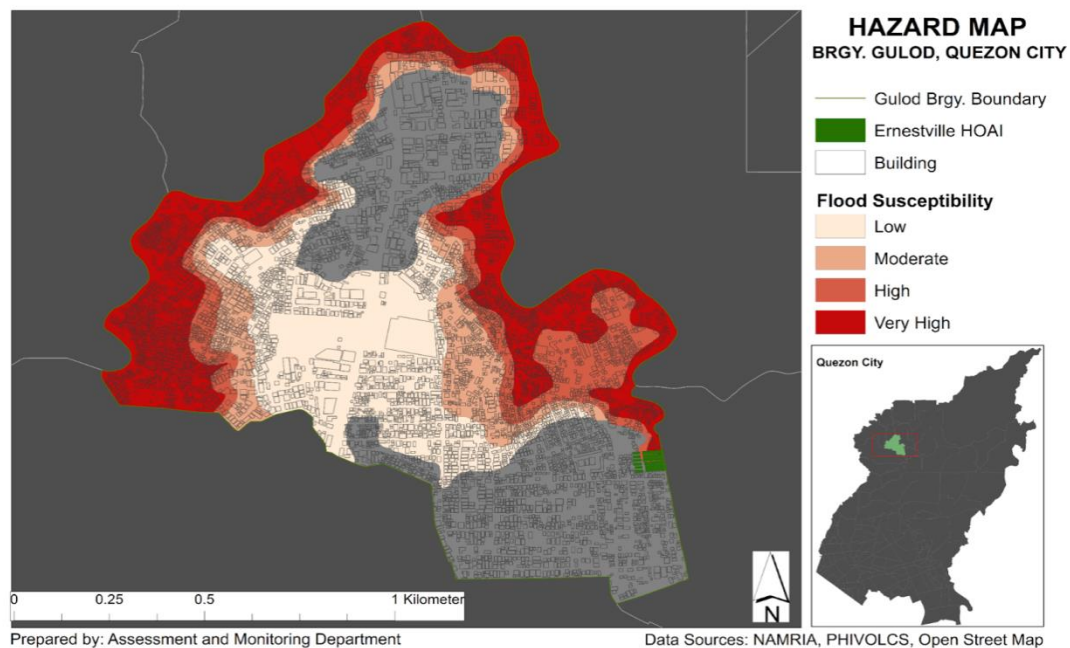 HAZARD MAP
BRGY. GULOD, QUEZON CITY
Gulod Brgy. Boundary
Ernestville HOAI
Building
Flood Susceptibility
Low
Moderate
High
Very High
Quezon City
0 0.25 0.5 1 Kilometer
N
Prepared by: Assessment and Monitoring Department
Data Sources: NAMRIA, PHIVOLCS, Open Street Map